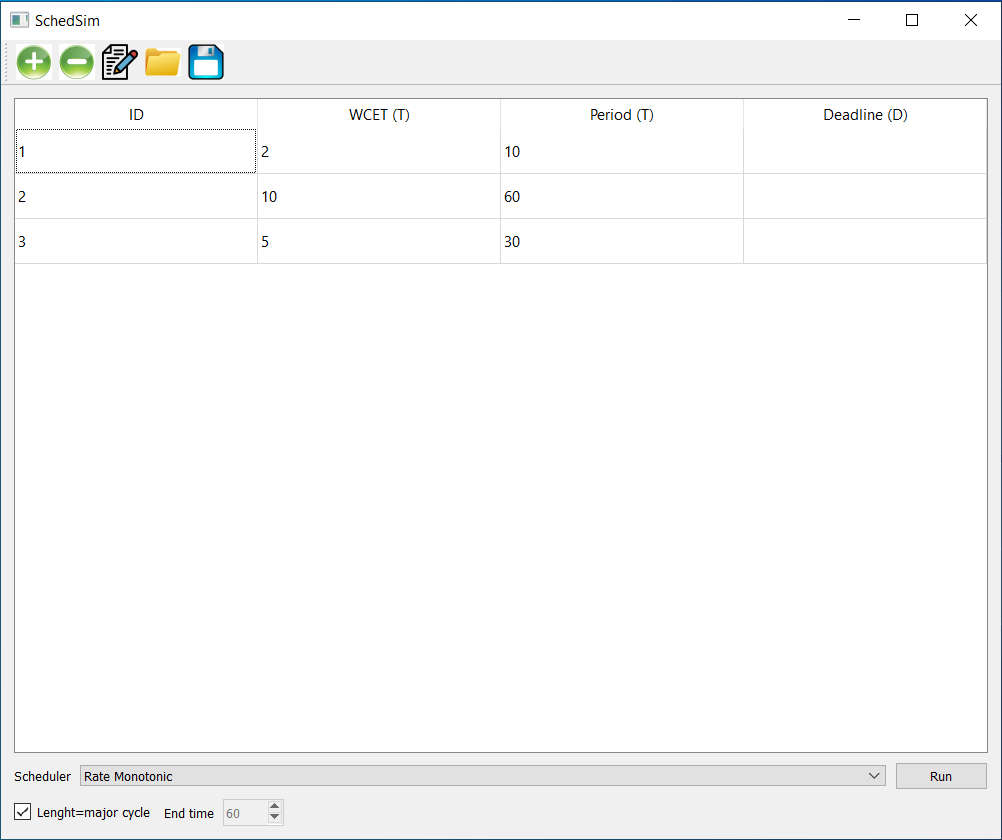 SchedSim
ID WCET (T) Period (T) Deadline (D)
1 2 10
2 10 60
3 5 30
Scheduler Rate Monotonic Run
Lenght=major cycle End time 60